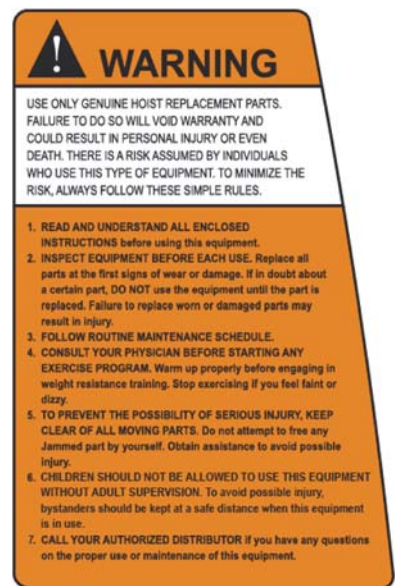 WARNING
USE ONLY GENUINE HOIST REPLACEMENT PARTS.
FAILURE TO DO SO WILL VOID WARRANTY AND
COULD RESULT IN PERSONAL INJURY OR EVEN
DEATH. THERE IS A RISK ASSUMED BY INDIVIDUALS
WHO USE THIS TYPE OF EQUIPMENT. TO MINIMIZE THE
RISK, ALWAYS FOLLOW THESE SIMPLE RULES.
1. READ AND UNDERSTAND ALL ENCLOSED
INSTRUCTIONS before using this equipment.
2. INSPECT EQUIPMENT BEFORE EACH USE. Replace all
parts at the first signs of wear or damage. If in doubt about
a certain part, DO NOT use the equipment until the part is
replaced. Failure to replace worn or damaged parts may
result in injury.
3. FOLLOW ROUTINE MAINTENANCE SCHEDULE.
4. CONSULT YOUR PHYSICIAN BEFORE STARTING ANY
EXERCISE PROGRAM. Warm up properly before engaging in
weight resistance training. Stop exercising if you feel faint or
dizzy.
5. TO PREVENT THE POSSIBILITY OF SERIOUS INJURY, KEEP
CLEAR OF ALL MOVING PARTS. Do not attempt to free any
Jammed part by yourself. Obtain assistance to avoid possible
injury.
6. CHILDREN SHOULD NOT BE ALLOWED TO USE THIS EQUIPMENT
WITHOUT ADULT SUPERVISION. To avoid possible injury,
bystanders should be kept at a safe distance when this equipment
is in use.
7. CALL YOUR AUTHORIZED DISTRIBUTOR if you have any questions
on the proper use or maintenance of this equipment.